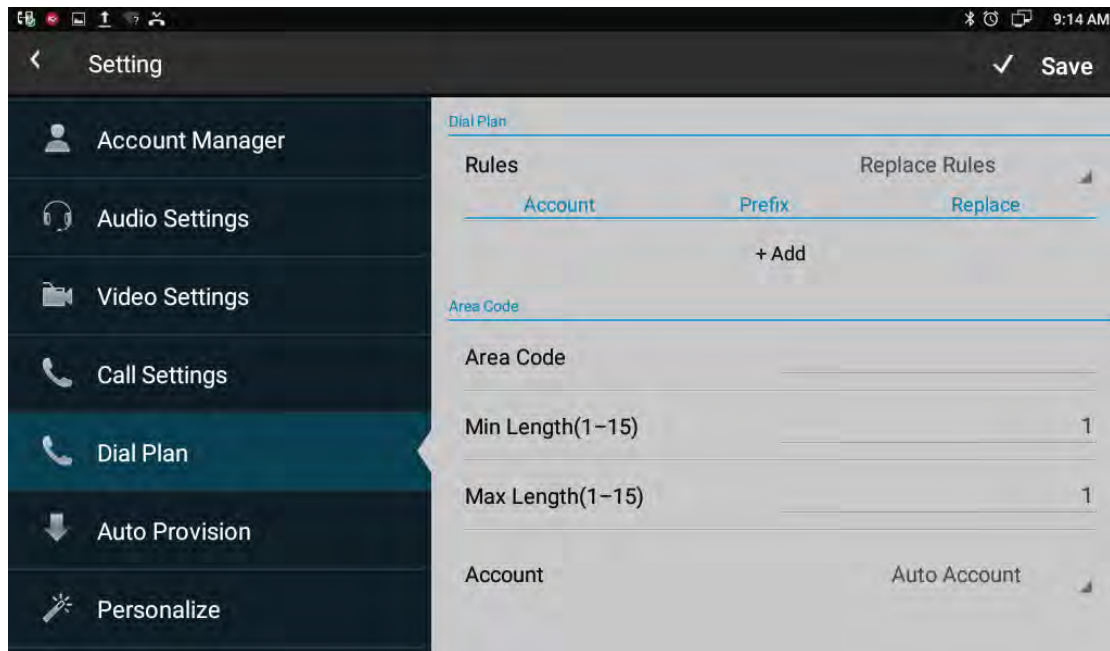 9:14 AM
Setting
Save
Account Manager
Audio Settings
Video Settings
Call Settings
Dial Plan
Auto Provision
Personalize
Dial Plan
Rules Replace Rules
Account Prefix Replace
+ Add
Area Code
Area Code
Min Length(1-15) 1
Max Length(1-15) 1
Account Auto Account